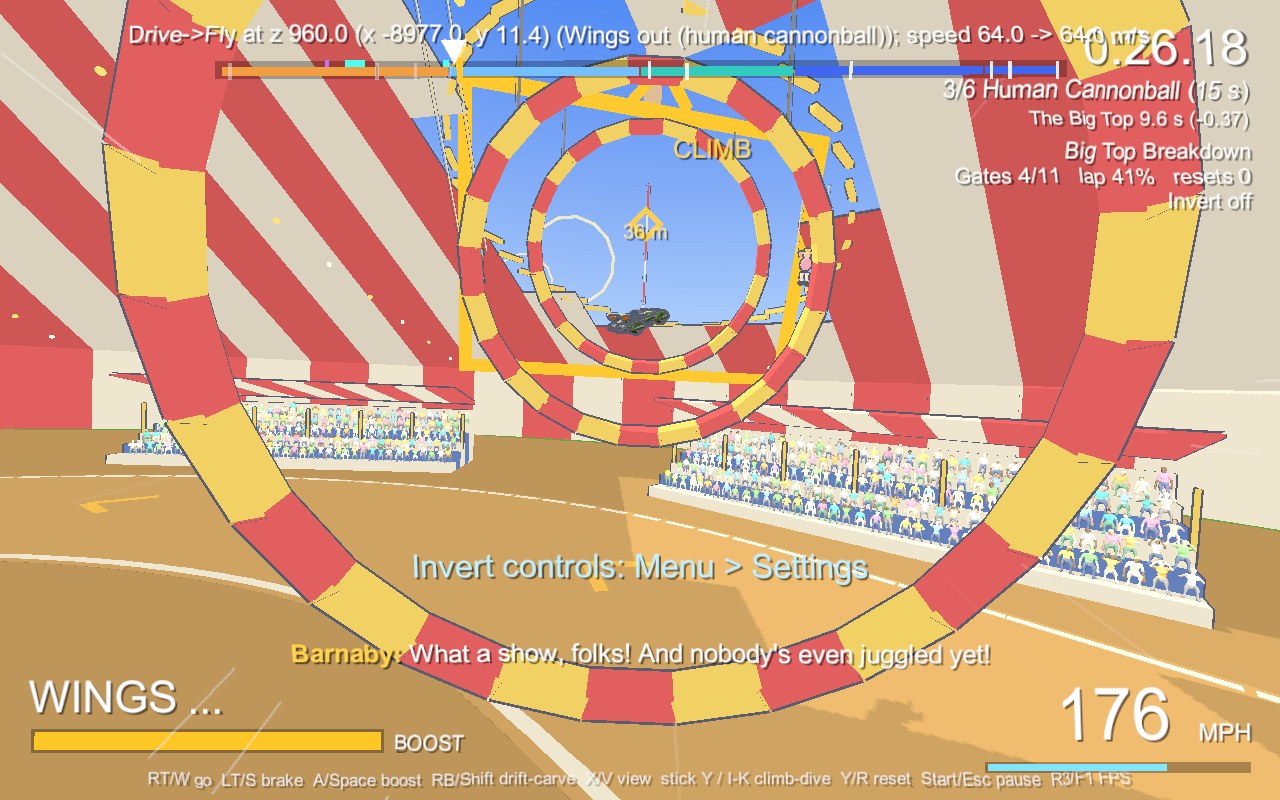 Drive->Fly at z 960.0 (x -8977.0, y 11.4) (Wings out (human cannonball)); speed 64.0 -> 64.0 m/s
0:26.18
3/6 Human Cannonball (15 s)
The Big Top 9.6 s (-0.37)
Big Top Breakdown
Gates 4/11 lap 41% resets 0
Invert off
CLIMB
36 m
Invert controls: Menu > Settings
Barnaby: What a show, folks! And nobody's even juggled yet!
WINGS ...
BOOST
176 MPH
RT/W go LT/S brake A/Space boost RB/Shift drift-carve X/V view stick Y / I-K climb-dive Y/R reset Start/Esc pause R3/F1 FPS